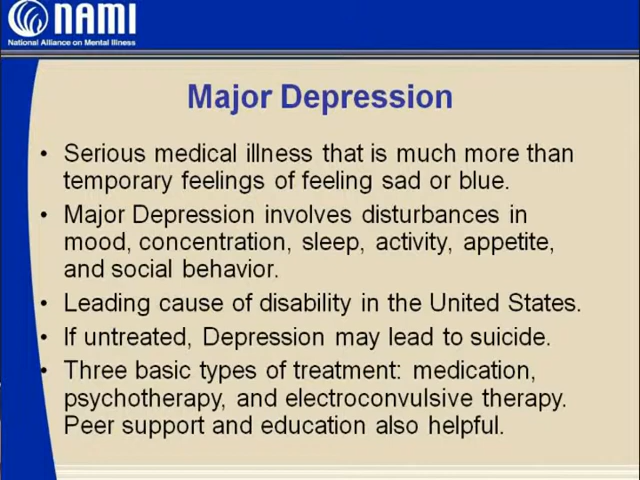 NAMI
National Alliance on Mental Illness
Major Depression
• Serious medical illness that is much more than
temporary feelings of feeling sad or blue.
• Major Depression involves disturbances in
mood, concentration, sleep, activity, appetite,
and social behavior.
• Leading cause of disability in the United States.
• If untreated, Depression may lead to suicide.
• Three basic types of treatment: medication,
psychotherapy, and electroconvulsive therapy.
Peer support and education also helpful.